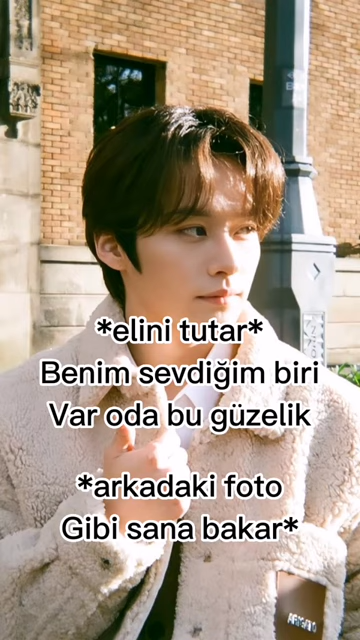 *elini tutar*
Benim sevdiğim biri
Var oda bu güzelik
*arkadaki foto
Gibi sana bakar*